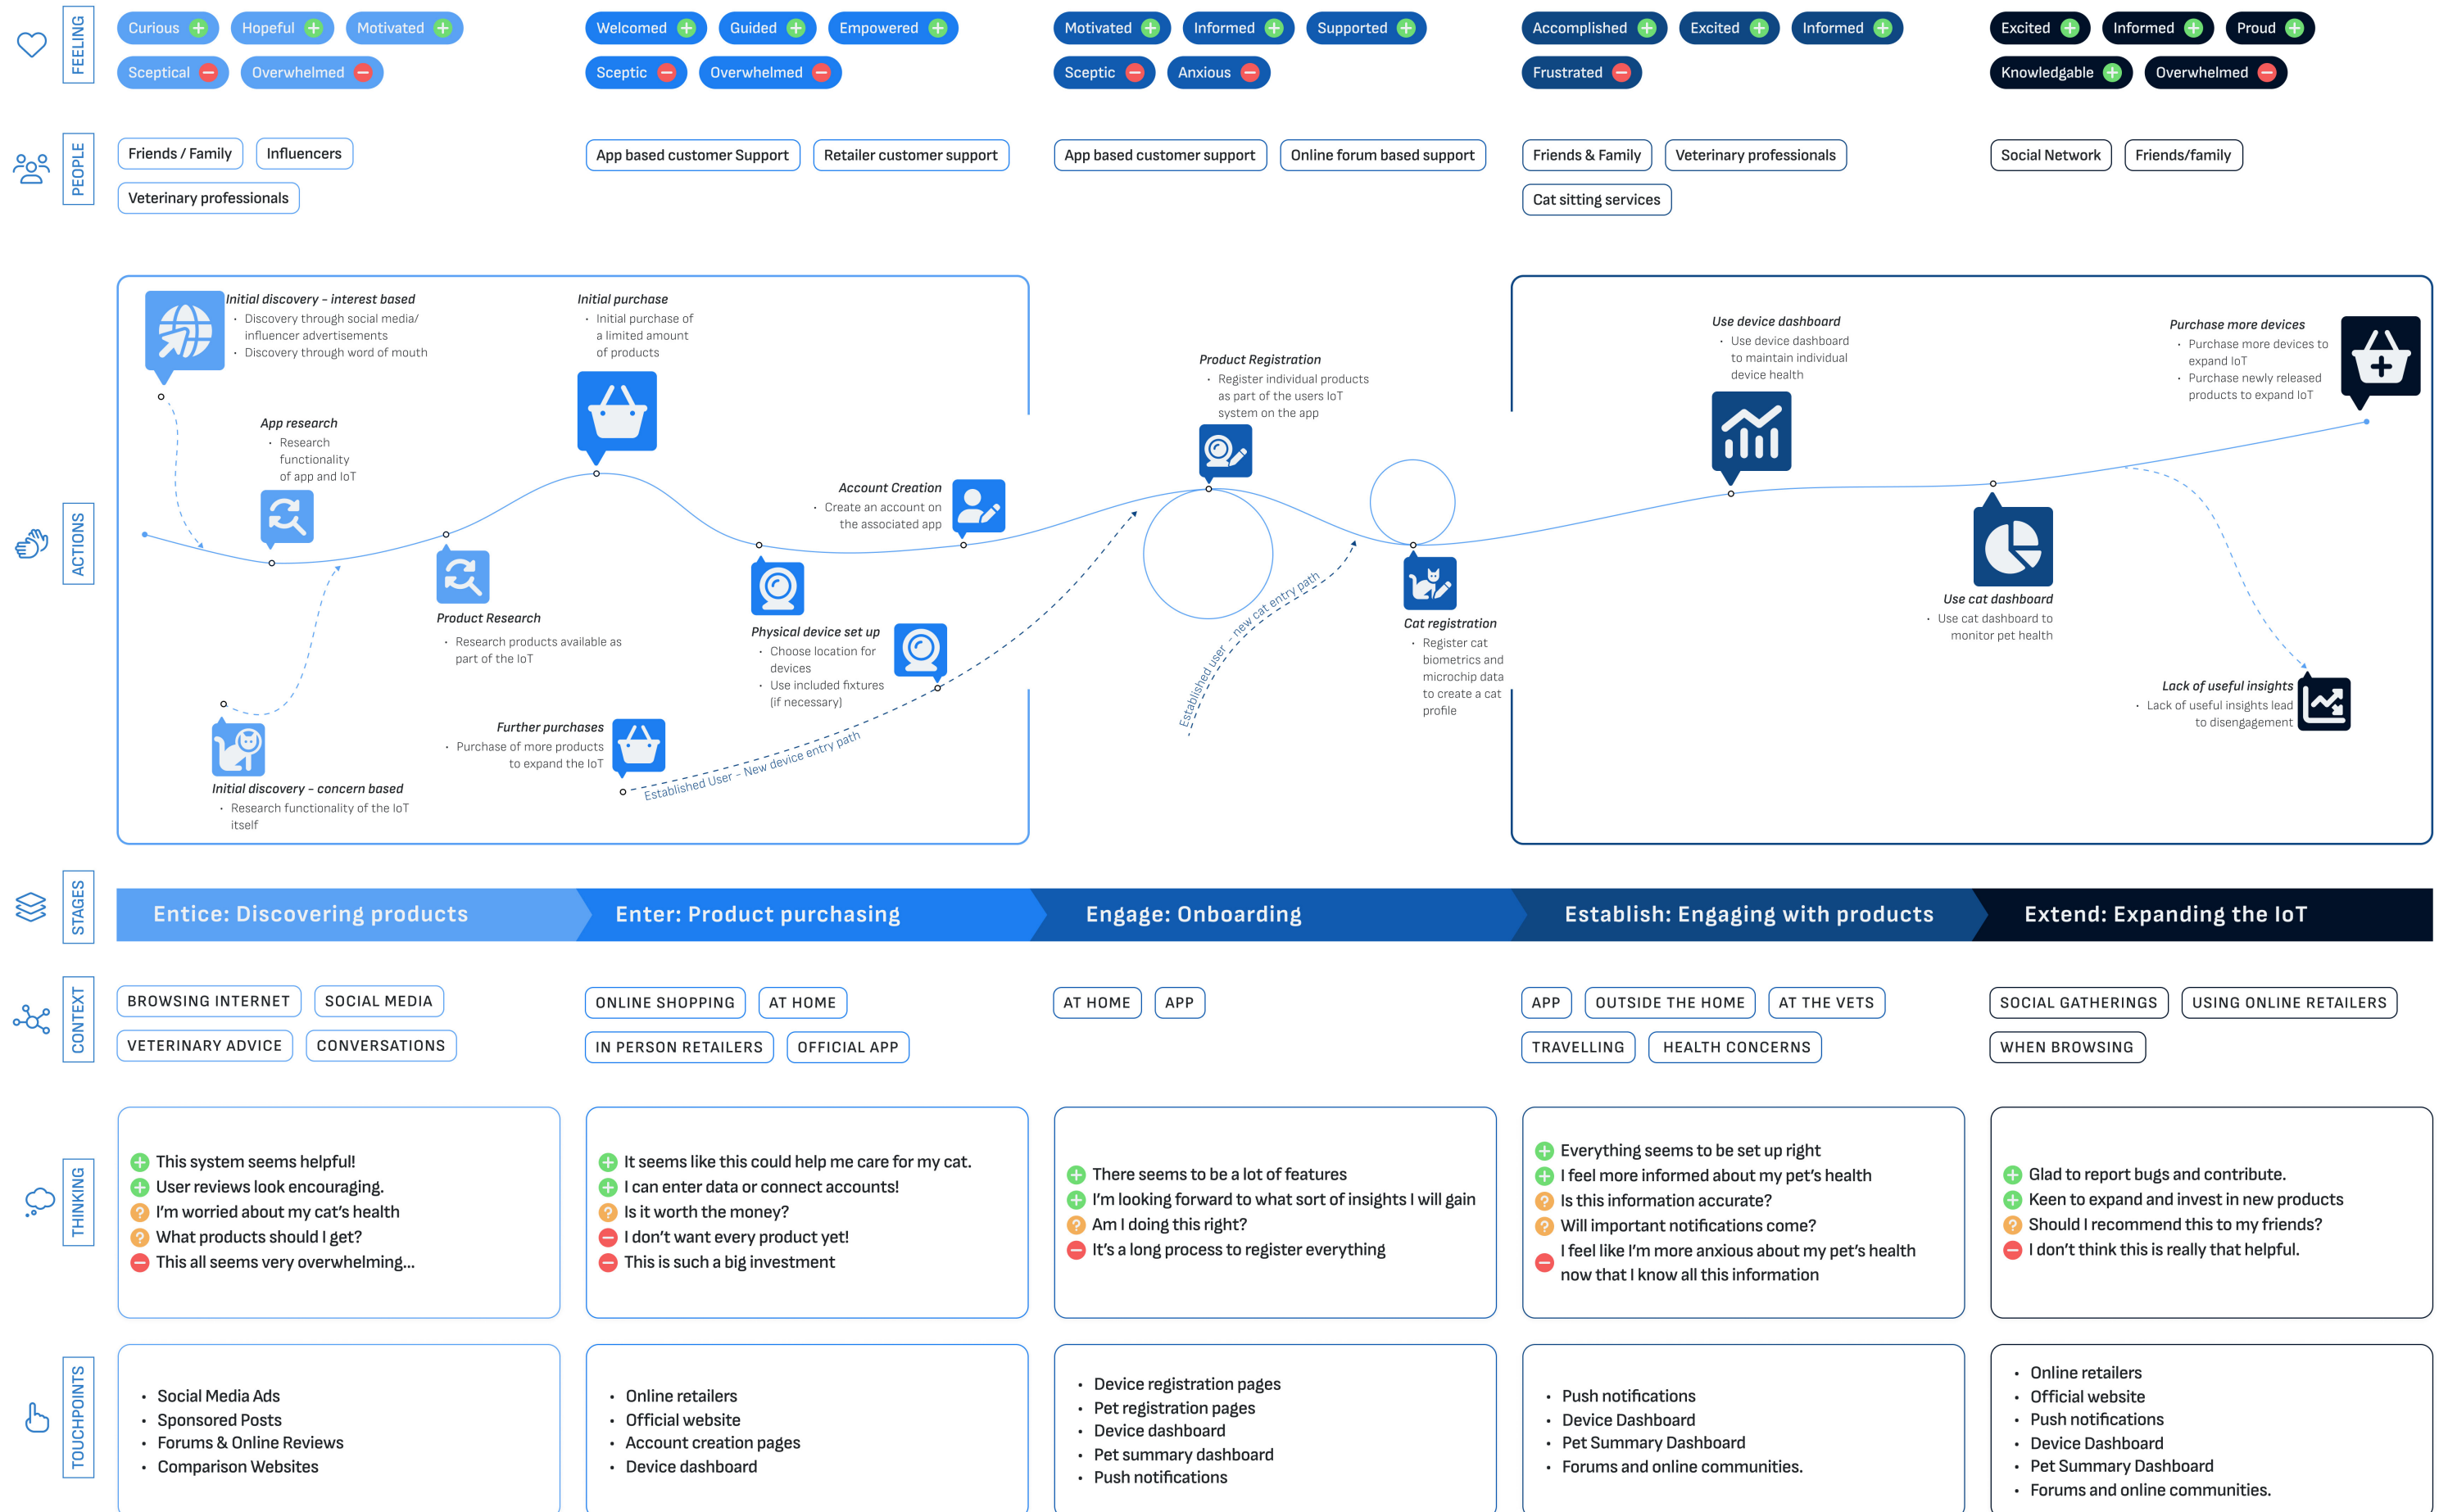 FEELING
Curious
Hopeful
Motivated
Sceptical
Overwhelmed
Welcomed
Guided
Empowered
Sceptic
Overwhelmed
Motivated
Informed
Supported
Sceptic
Anxious
Accomplished
Excited
Informed
Frustrated
Excited
Informed
Proud
Knowledgable
Overwhelmed
PEOPLE
Friends / Family
Influencers
Veterinary professionals
App based customer Support
Retailer customer support
App based customer support
Online forum based support
Friends & Family
Veterinary professionals
Cat sitting services
Social Network
Friends/family
ACTIONS
Initial discovery - interest based
• Discovery through social media/
influencer advertisements
• Discovery through word of mouth
App research
• Research
functionality
of app and IoT
Initial discovery - concern based
• Research functionality of the IoT
itself
Product Research
• Research products available as
part of the IoT
Initial purchase
• Initial purchase of
a limited amount
of products
Physical device set up
• Choose location for
devices
• Use included fixtures
(if necessary)
Account Creation
• Create an account on
the associated app
Further purchases
• Purchase of more products
to expand the IoT
Established User - New device entry path
Product Registration
• Register individual products
as part of the users IoT
system on the app
Established user - new cat entry path
Cat registration
• Register cat
biometrics and
microchip data
to create a cat
profile
Use device dashboard
• Use device dashboard
to maintain individual
device health
Use cat dashboard
• Use cat dashboard to
monitor pet health
Purchase more devices
• Purchase more devices to
expand IoT
• Purchase newly released
products to expand IoT
Lack of useful insights
• Lack of useful insights lead
to disengagement
STAGES
Entice: Discovering products
Enter: Product purchasing
Engage: Onboarding
Establish: Engaging with products
Extend: Expanding the IoT
CONTEXT
BROWSING INTERNET
SOCIAL MEDIA
VETERINARY ADVICE
CONVERSATIONS
ONLINE SHOPPING
AT HOME
IN PERSON RETAILERS
OFFICIAL APP
AT HOME
APP
APP
OUTSIDE THE HOME
AT THE VETS
TRAVELLING
HEALTH CONCERNS
SOCIAL GATHERINGS
USING ONLINE RETAILERS
WHEN BROWSING
THINKING
This system seems helpful!
User reviews look encouraging.
I'm worried about my cat's health
What products should I get?
This all seems very overwhelming...
It seems like this could help me care for my cat.
I can enter data or connect accounts!
Is it worth the money?
I don't want every product yet!
This is such a big investment
There seems to be a lot of features
I'm looking forward to what sort of insights I will gain
Am I doing this right?
It's a long process to register everything
Everything seems to be set up right
I feel more informed about my pet's health
Is this information accurate?
Will important notifications come?
I feel like I'm more anxious about my pet's health
now that I know all this information
Glad to report bugs and contribute.
Keen to expand and invest in new products
Should I recommend this to my friends?
I don't think this is really that helpful.
TOUCHPOINTS
• Social Media Ads
• Sponsored Posts
• Forums & Online Reviews
• Comparison Websites
• Online retailers
• Official website
• Account creation pages
• Device dashboard
• Device registration pages
• Pet registration pages
• Device dashboard
• Pet summary dashboard
• Push notifications
• Push notifications
• Device Dashboard
• Pet Summary Dashboard
• Forums and online communities.
• Online retailers
• Official website
• Push notifications
• Device Dashboard
• Pet Summary Dashboard
• Forums and online communities.